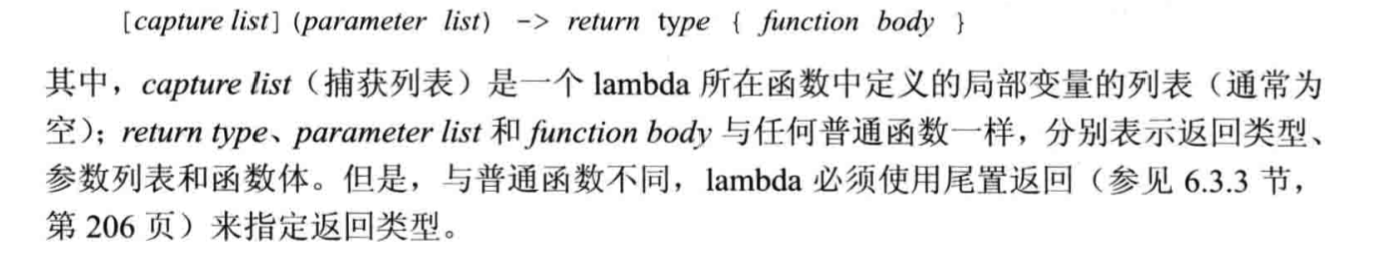 [capture list] (parameter list) -> return type { function body }
其中，capture list（捕获列表）是一个 lambda 所在函数中定义的局部变量的列表（通常为
空）；return type、parameter list 和 function body 与任何普通函数一样，分别表示返回类型、
参数列表和函数体。但是，与普通函数不同，lambda 必须使用尾置返回（参见 6.3.3 节，
第 206 页）来指定返回类型。